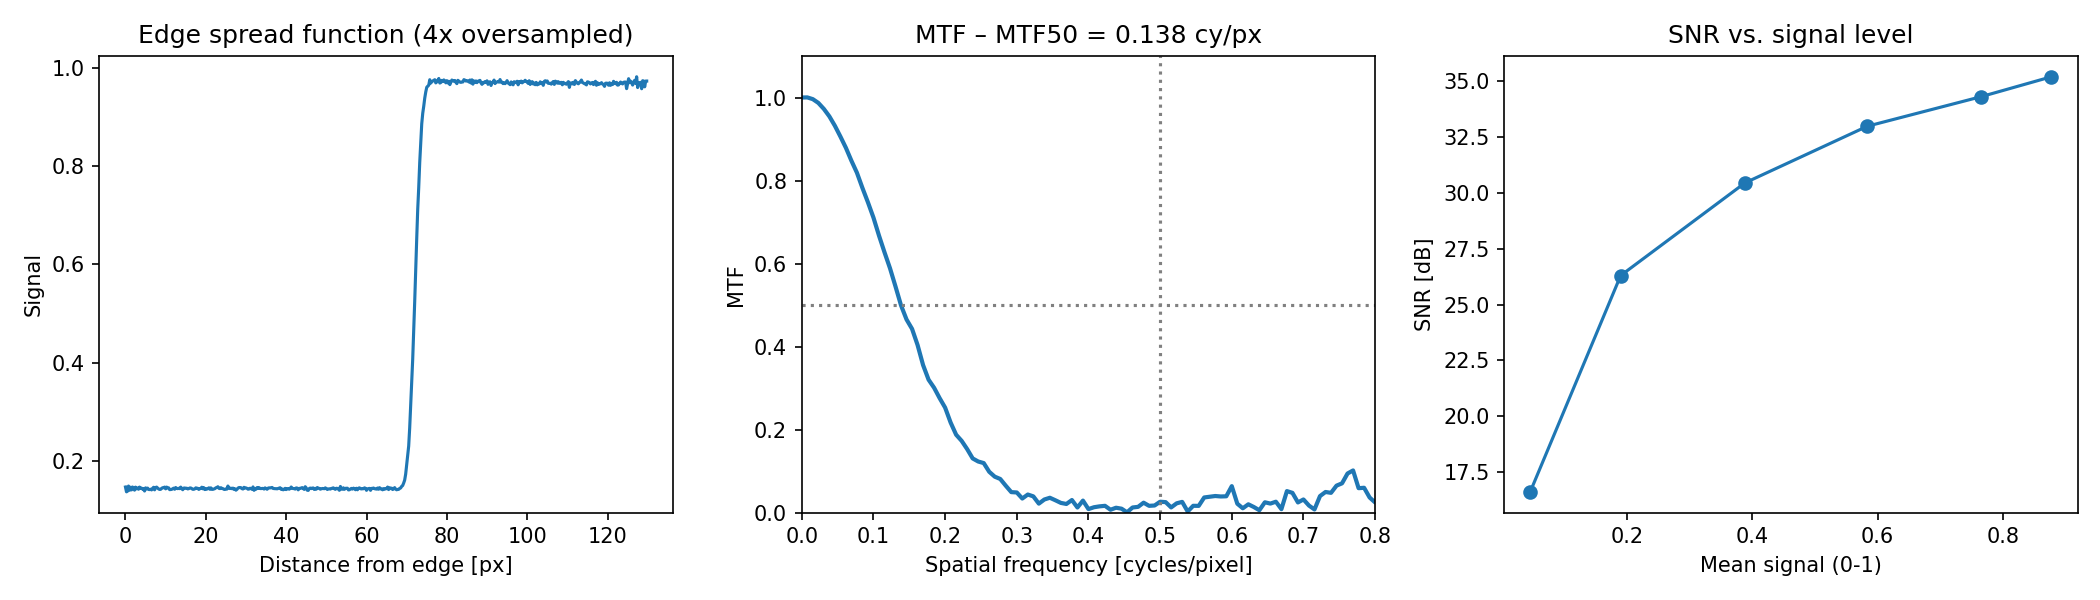 Edge spread function (4x oversampled)
1.0
0.8
0.6
0.4
0.2
Signal
0 20 40 60 80 100 120
Distance from edge [px]
MTF – MTF50 = 0.138 cy/px
1.0
0.8
0.6
0.4
0.2
0.0
MTF
0.0 0.1 0.2 0.3 0.4 0.5 0.6 0.7 0.8
Spatial frequency [cycles/pixel]
SNR vs. signal level
35.0
32.5
30.0
27.5
25.0
22.5
20.0
17.5
SNR [dB]
0.2 0.4 0.6 0.8
Mean signal (0-1)